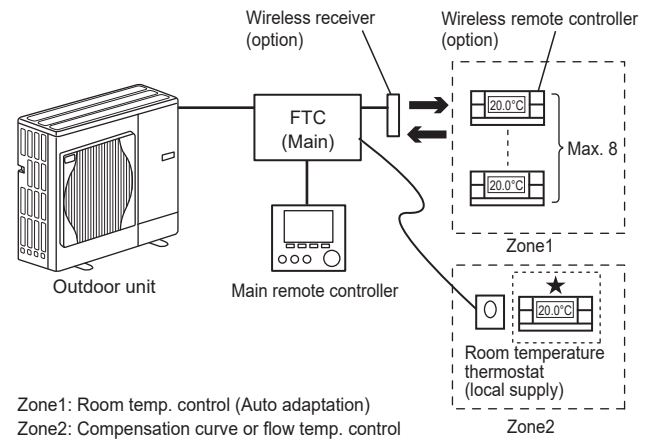 Wireless receiver
(option)
Wireless remote controller
(option)
FTC
(Main)
20.0°C
Max. 8
20.0°C
Zone1
Outdoor unit
Main remote controller
★
20.0°C
Room temperature
thermostat
(local supply)
Zone2
Zone1: Room temp. control (Auto adaptation)
Zone2: Compensation curve or flow temp. control